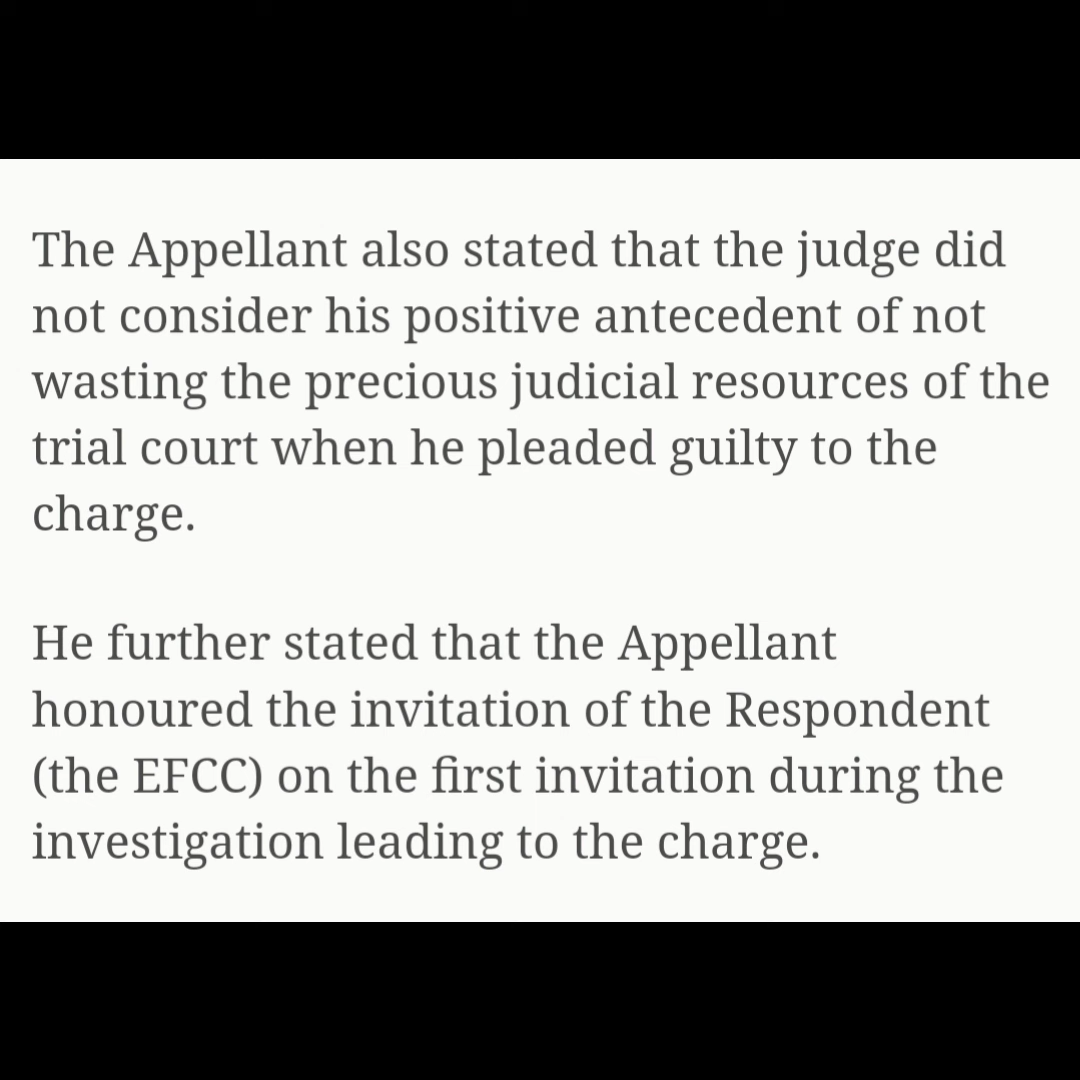 The Appellant also stated that the judge did
not consider his positive antecedent of not
wasting the precious judicial resources of the
trial court when he pleaded guilty to the
charge.
He further stated that the Appellant
honoured the invitation of the Respondent
(the EFCC) on the first invitation during the
investigation leading to the charge.